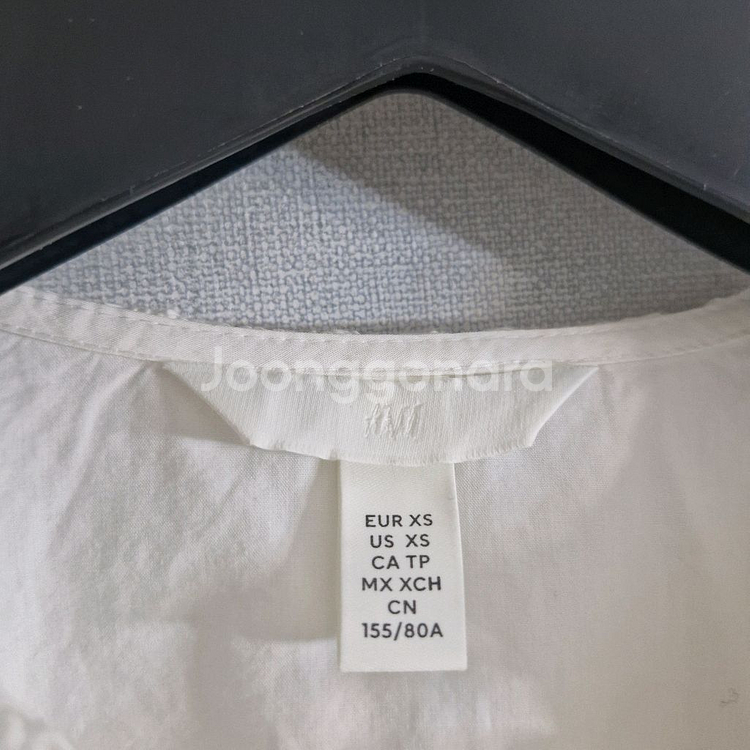 Joonggonara
H&M
EUR XS
US XS
CA TP
MX XCH
CN
155/80A